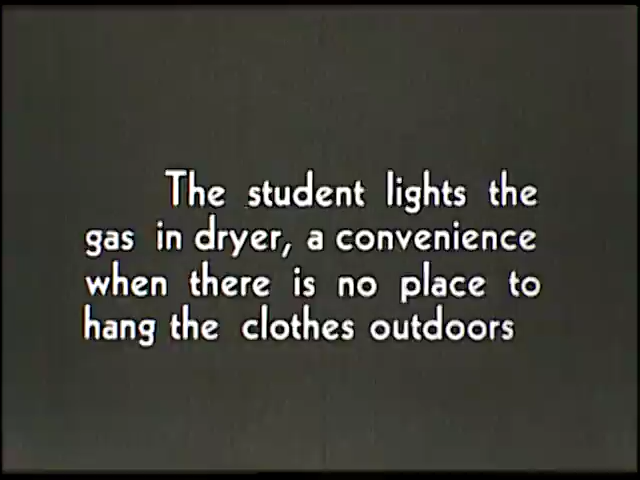 The student lights the
gas in dryer, a convenience
when there is no place to
hang the clothes outdoors